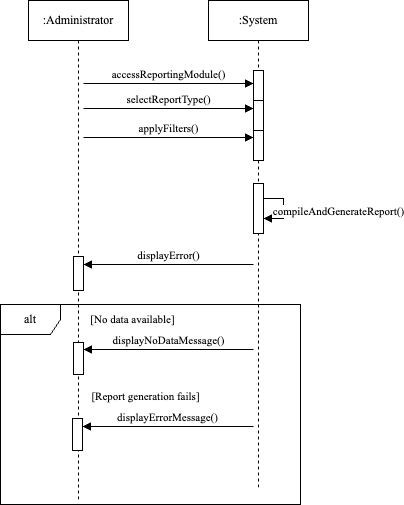 :Administrator
:System
accessReportingModule()
selectReportType()
applyFilters()
compileAndGenerateReport()
displayError()
alt
[No data available]
displayNoDataMessage()
[Report generation fails]
displayErrorMessage()